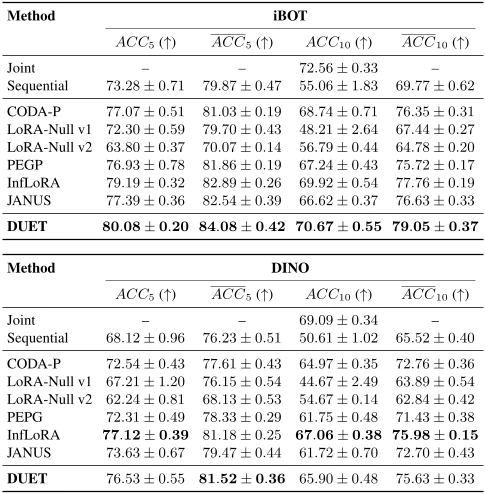 Method iBOT
ACC₅ (↑) A̅C̅C̅₅ (↑) ACC₁₀ (↑) A̅C̅C̅₁₀ (↑)
Joint – – 72.56 ± 0.33 –
Sequential 73.28 ± 0.71 79.87 ± 0.47 55.06 ± 1.83 69.77 ± 0.62
CODA-P 77.07 ± 0.51 81.03 ± 0.19 68.74 ± 0.71 76.35 ± 0.31
LoRA-Null v1 72.30 ± 0.59 79.70 ± 0.43 48.21 ± 2.64 67.44 ± 0.27
LoRA-Null v2 63.80 ± 0.37 70.07 ± 0.14 56.79 ± 0.44 64.78 ± 0.20
PEGP 76.93 ± 0.78 81.86 ± 0.19 67.24 ± 0.43 75.72 ± 0.17
InfLoRA 79.19 ± 0.32 82.89 ± 0.26 69.92 ± 0.54 77.76 ± 0.19
JANUS 77.39 ± 0.36 82.54 ± 0.39 66.62 ± 0.37 76.63 ± 0.33
DUET 80.08 ± 0.20 84.08 ± 0.42 70.67 ± 0.55 79.05 ± 0.37
Method DINO
ACC₅ (↑) A̅C̅C̅₅ (↑) ACC₁₀ (↑) A̅C̅C̅₁₀ (↑)
Joint – – 69.09 ± 0.34 –
Sequential 68.12 ± 0.96 76.23 ± 0.51 50.61 ± 1.02 65.52 ± 0.40
CODA-P 72.54 ± 0.43 77.61 ± 0.43 64.97 ± 0.35 72.76 ± 0.36
LoRA-Null v1 67.21 ± 1.20 76.15 ± 0.54 44.67 ± 2.49 63.89 ± 0.54
LoRA-Null v2 62.24 ± 0.81 68.13 ± 0.53 54.67 ± 0.14 62.84 ± 0.42
PEPG 72.31 ± 0.49 78.33 ± 0.29 61.75 ± 0.48 71.43 ± 0.38
InfLoRA 77.12 ± 0.39 81.18 ± 0.25 67.06 ± 0.38 75.98 ± 0.15
JANUS 73.63 ± 0.67 79.47 ± 0.44 61.72 ± 0.70 72.70 ± 0.43
DUET 76.53 ± 0.55 81.52 ± 0.36 65.90 ± 0.48 75.63 ± 0.33